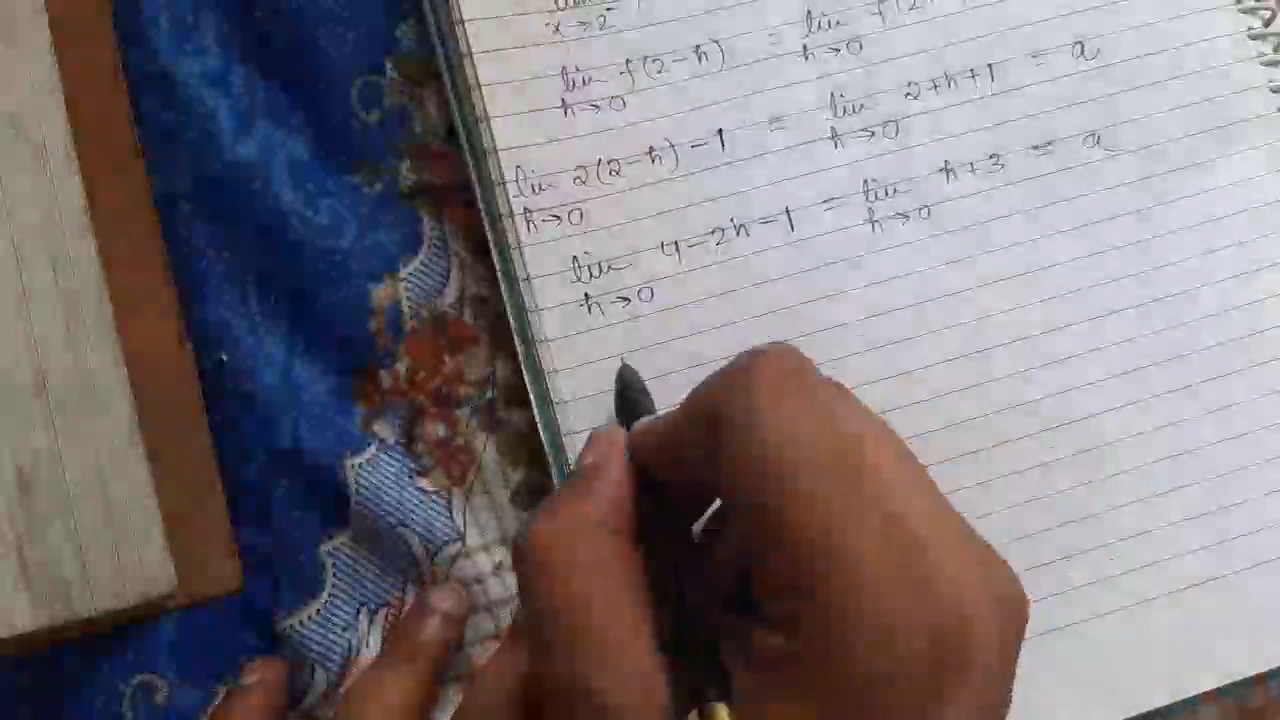 lim x→2⁻
lim h→0 f(2-h) = lim h→0 f(2
lim h→0 2(2-h)-1 = lim h→0 2+h+1 = a
lim h→0 4-2h-1 = lim h→0 h+3 = a